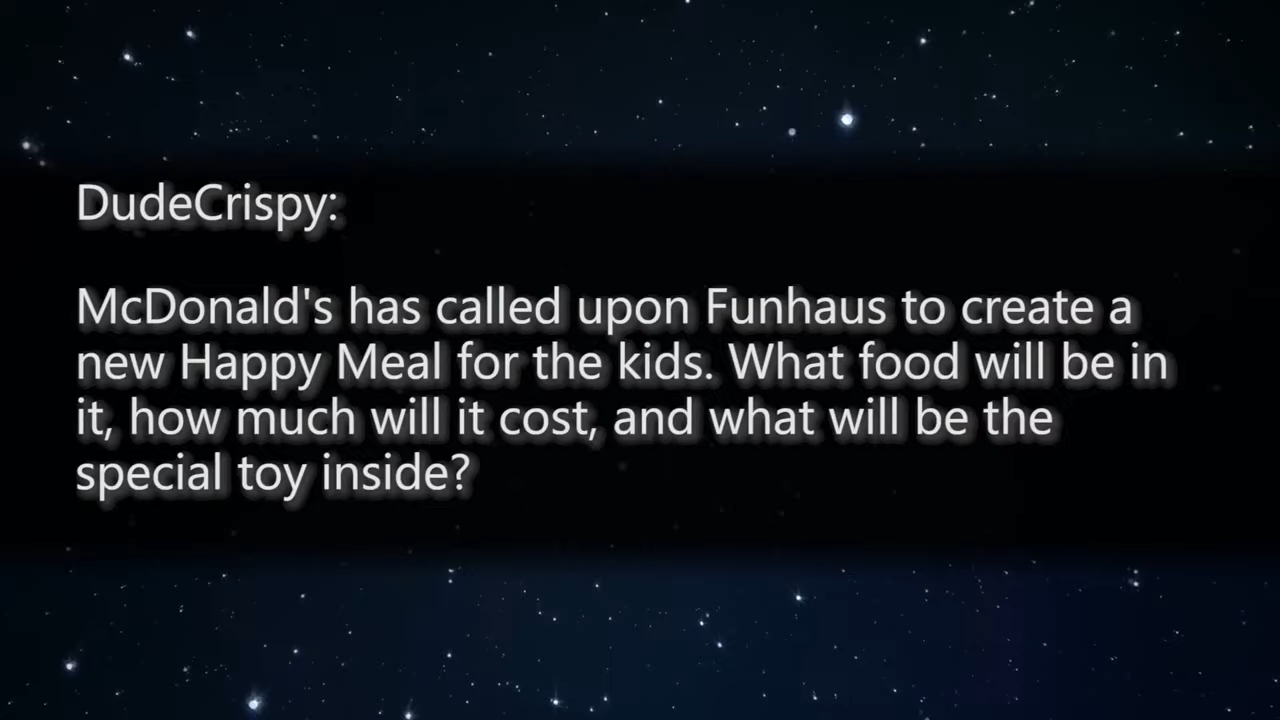 DudeCrispy:
McDonald's has called upon Funhaus to create a
new Happy Meal for the kids. What food will be in
it, how much will it cost, and what will be the
special toy inside?